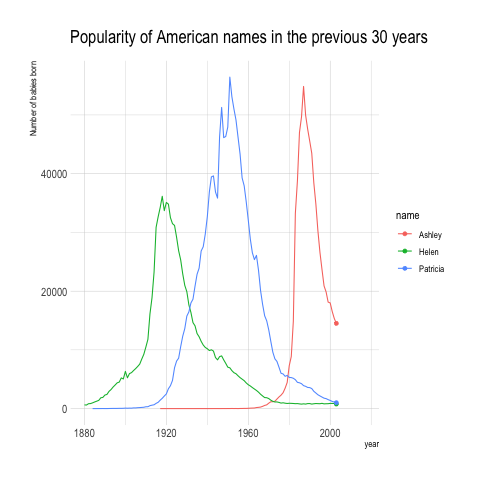 Popularity of American names in the previous 30 years
Number of babies born
40000
20000
0
1880
1920
1960
2000
year
name
Ashley
Helen
Patricia